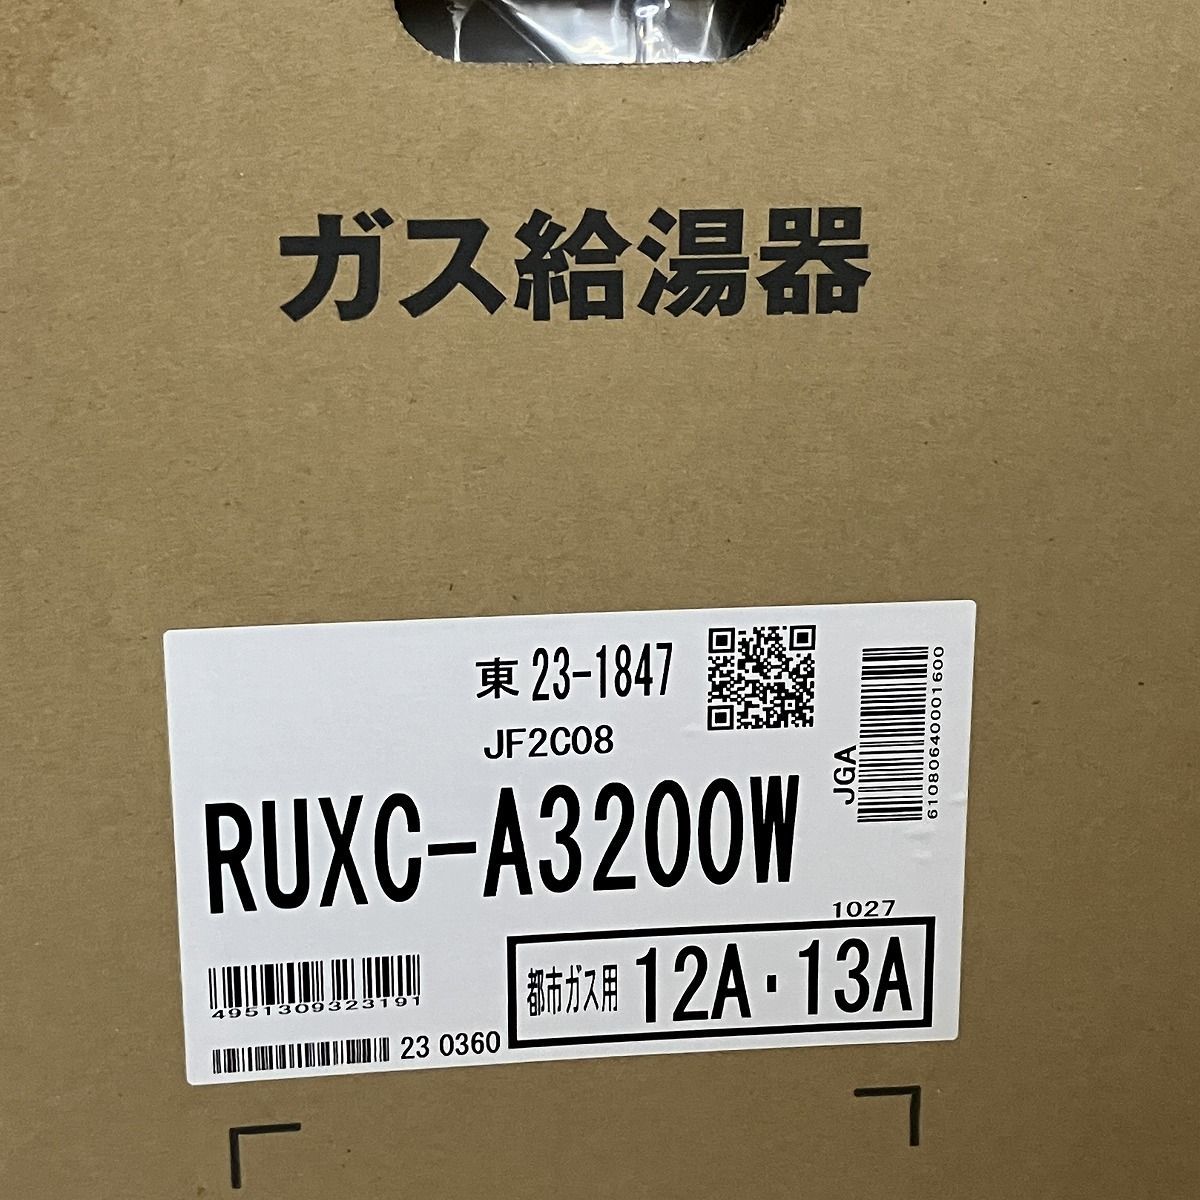 ガス給湯器
東 23-1847
JF2C08
JGA
61080640001600
RUXC-A3200W
1027
都市ガス用 12A・13A
4951309323191
23 0360